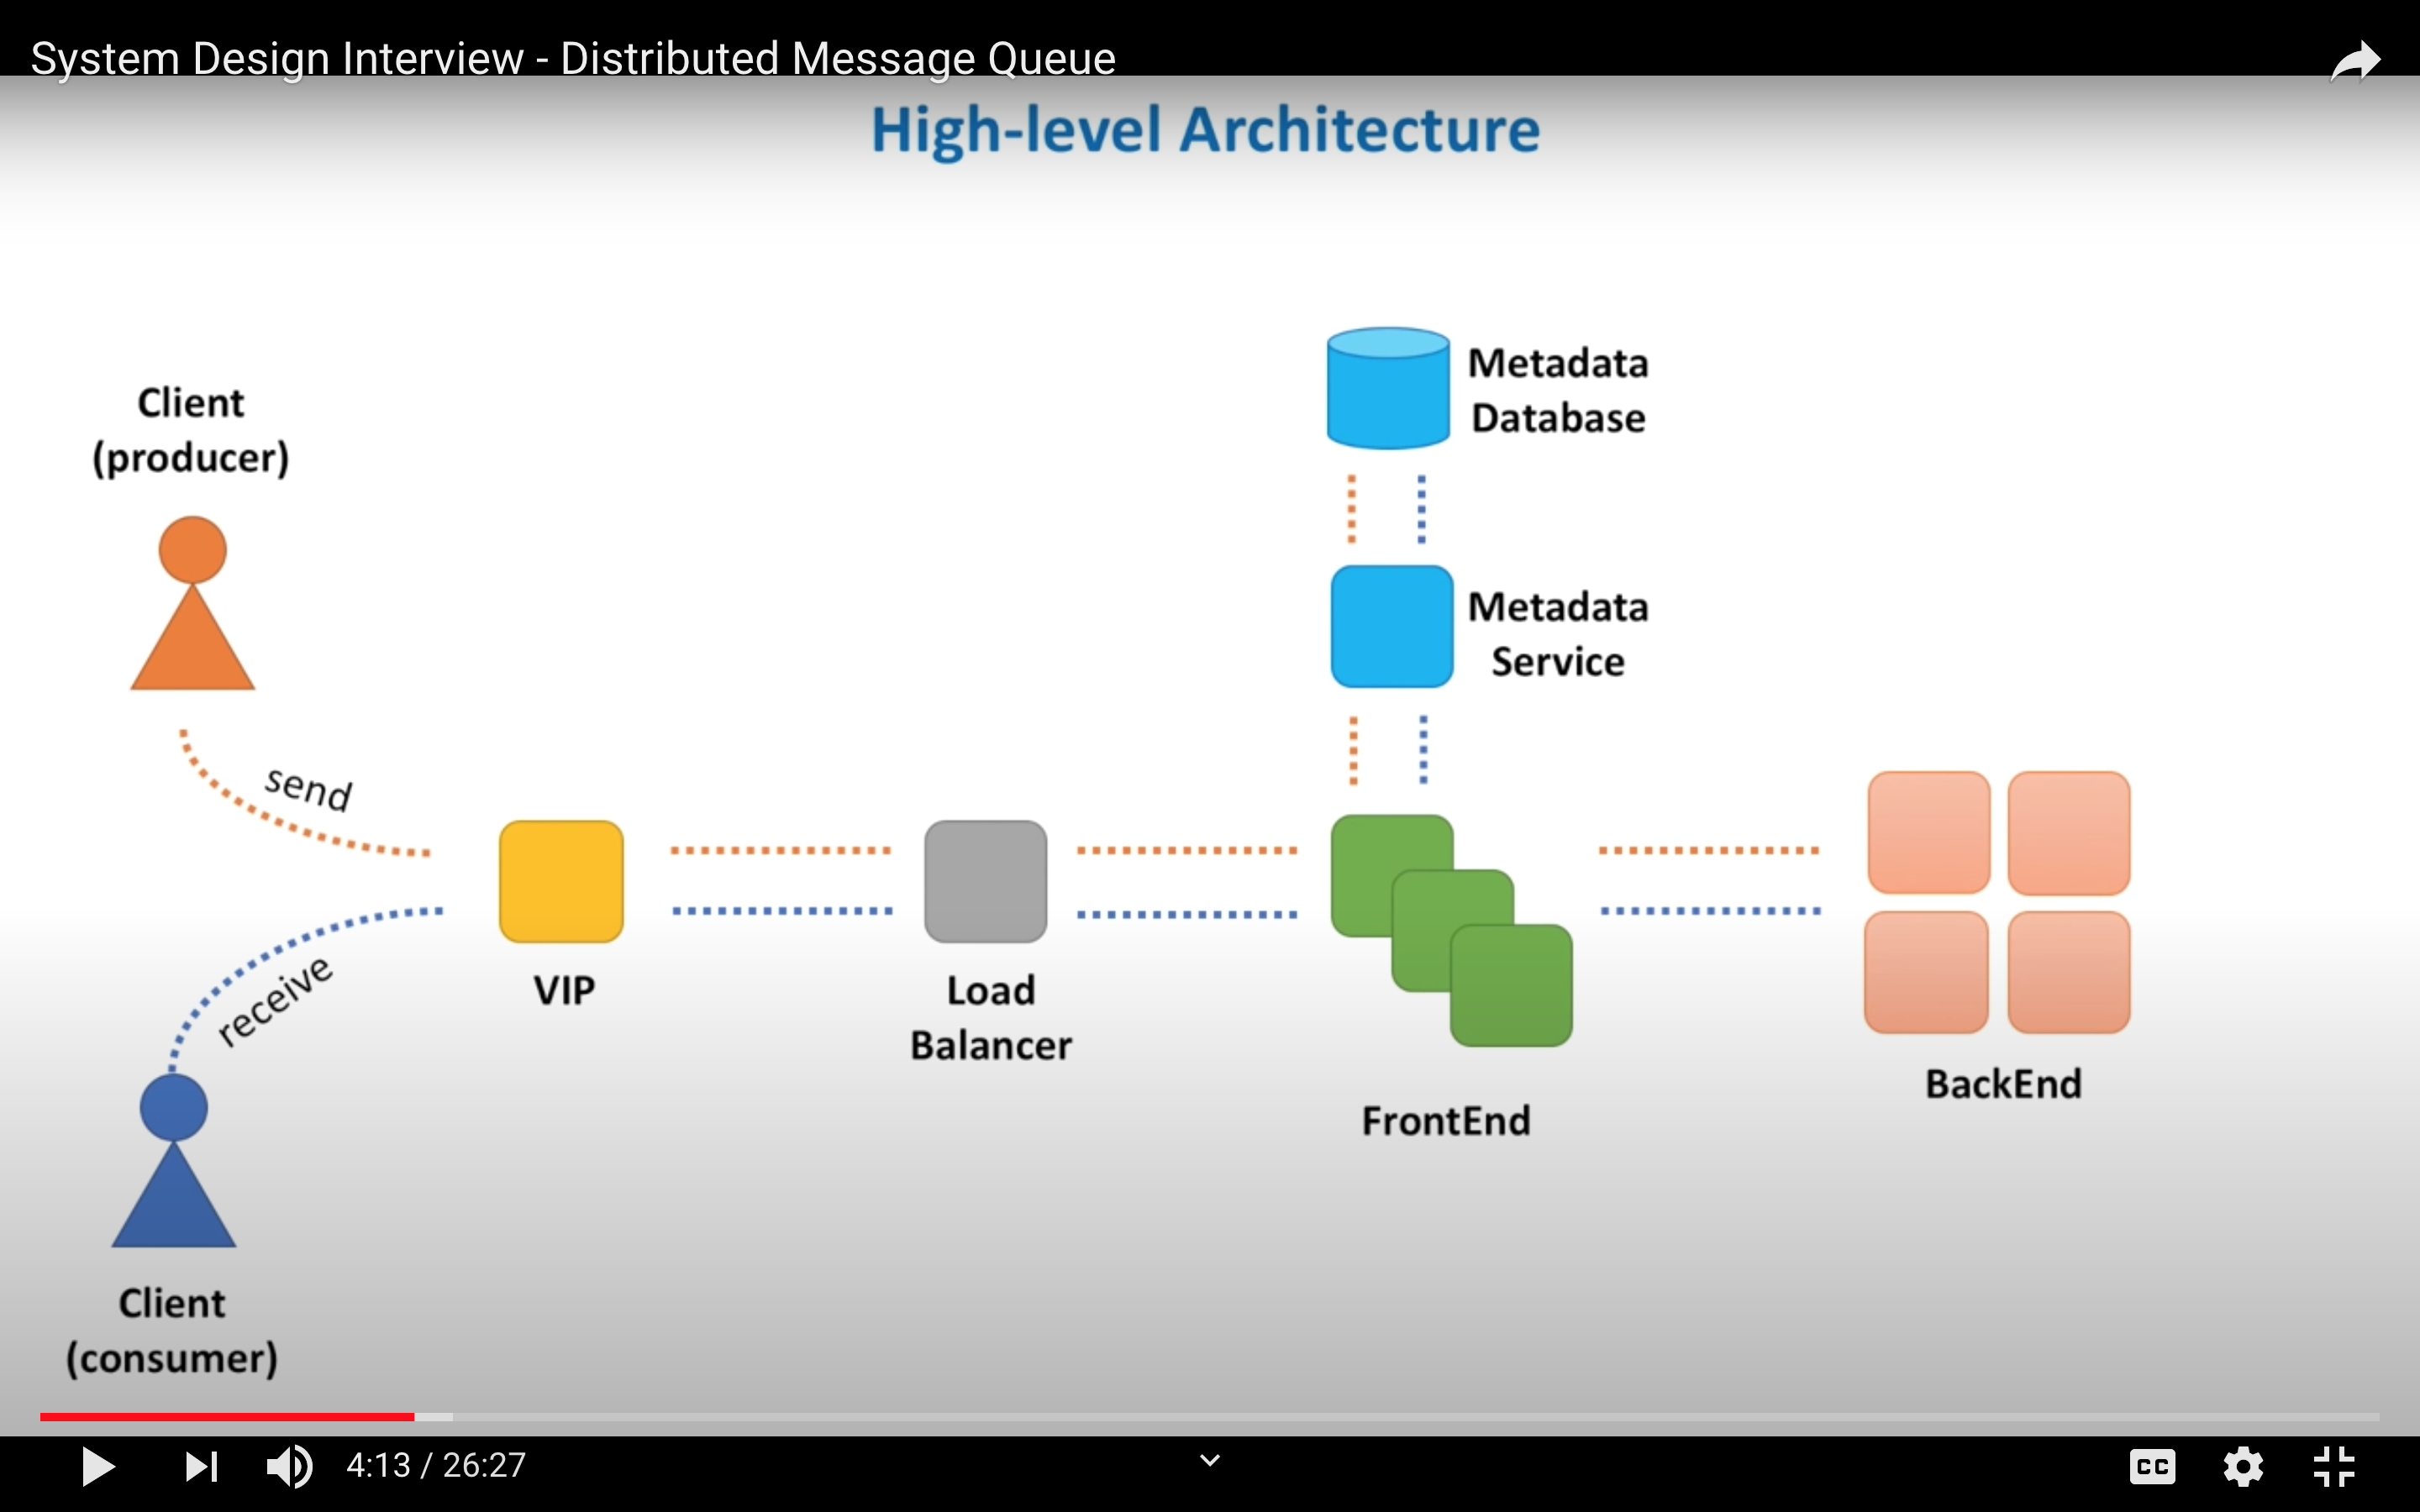 System Design Interview - Distributed Message Queue
High-level Architecture
Client
(producer)
send
receive
Client
(consumer)
VIP
Load
Balancer
Metadata
Database
Metadata
Service
FrontEnd
BackEnd
4:13 / 26:27
CC